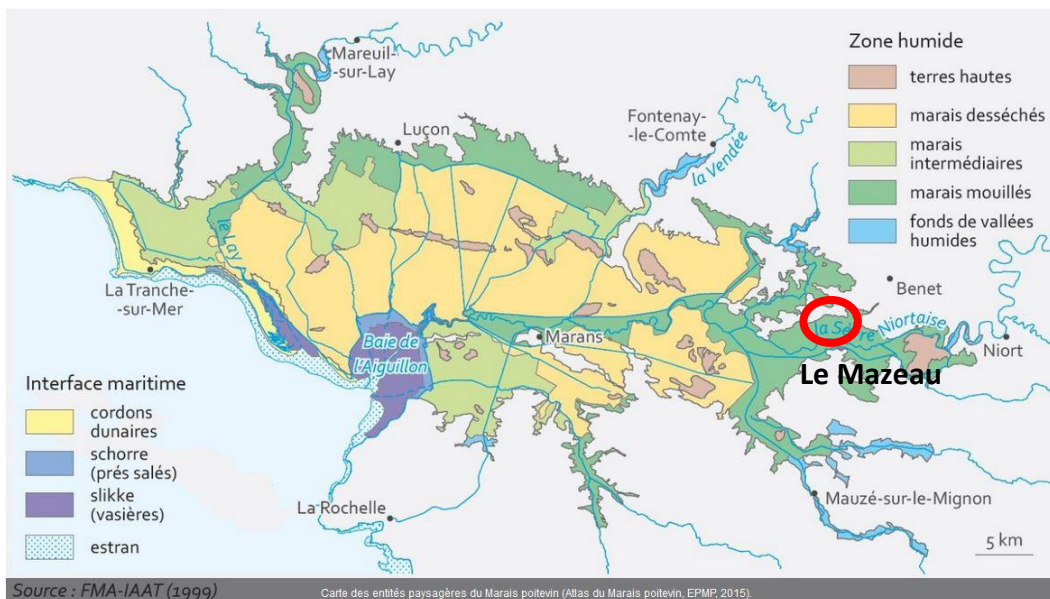 Mareuil-
-sur-Lay
Luçon
Fontenay-
-le-Comte
la Vendée
Zone humide
terres hautes
marais desséchés
marais
intermédiaires
marais mouillés
fonds de vallées
humides
le Lay
La Tranche-
-sur-Mer
Benet
Baie de
l'Aiguillon
Marans
la Sèvre Niortaise
Niort
Le Mazeau
Interface maritime
cordons
dunaires
schorre
(prés salés)
slikke
(vasières)
estran
La Rochelle
Mauzé-sur-le-Mignon
5 km
Source : FMA-IAAT (1999)
Carte des entités paysagères du Marais poitevin (Atlas du Marais poitevin, EPMP, 2015).